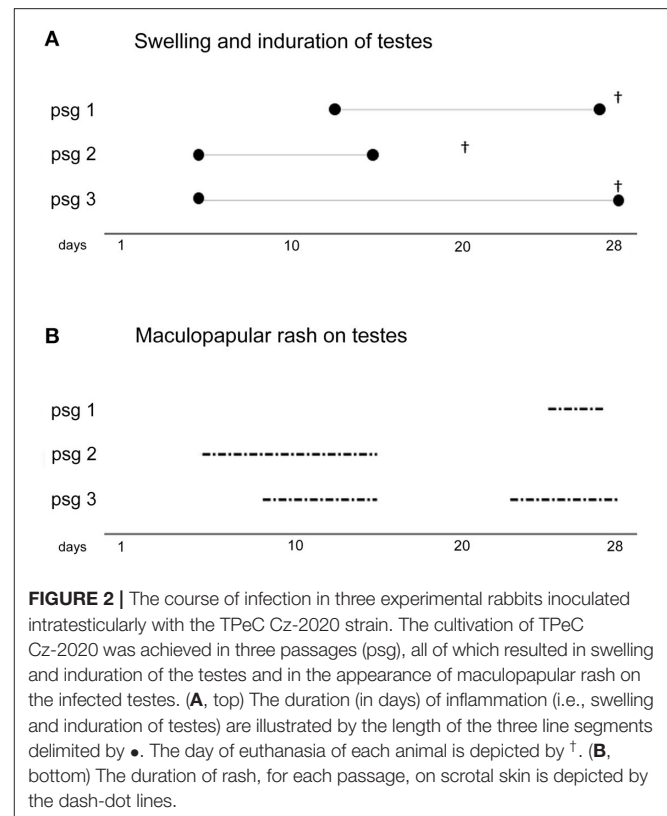 A Swelling and induration of testes
psg 1 †
psg 2 †
psg 3 †
days 1 10 20 28
B Maculopapular rash on testes
psg 1
psg 2
psg 3
days 1 10 20 28
FIGURE 2 | The course of infection in three experimental rabbits inoculated
intratesticularly with the TPeC Cz-2020 strain. The cultivation of TPeC
Cz-2020 was achieved in three passages (psg), all of which resulted in swelling
and induration of the testes and in the appearance of maculopapular rash on
the infected testes. (A, top) The duration (in days) of inflammation (i.e., swelling
and induration of testes) are illustrated by the length of the three line segments
delimited by ●. The day of euthanasia of each animal is depicted by †. (B,
bottom) The duration of rash, for each passage, on scrotal skin is depicted by
the dash-dot lines.